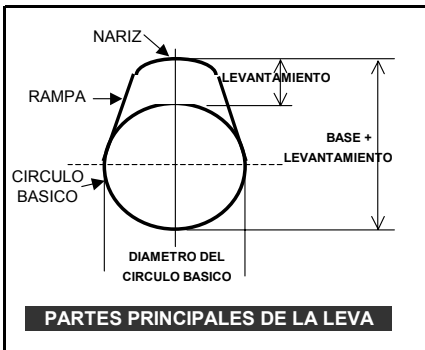 NARIZ
LEVANTAMIENTO
RAMPA
BASE +
LEVANTAMIENTO
CIRCULO
BASICO
DIAMETRO DEL
CIRCULO BASICO
PARTES PRINCIPALES DE LA LEVA